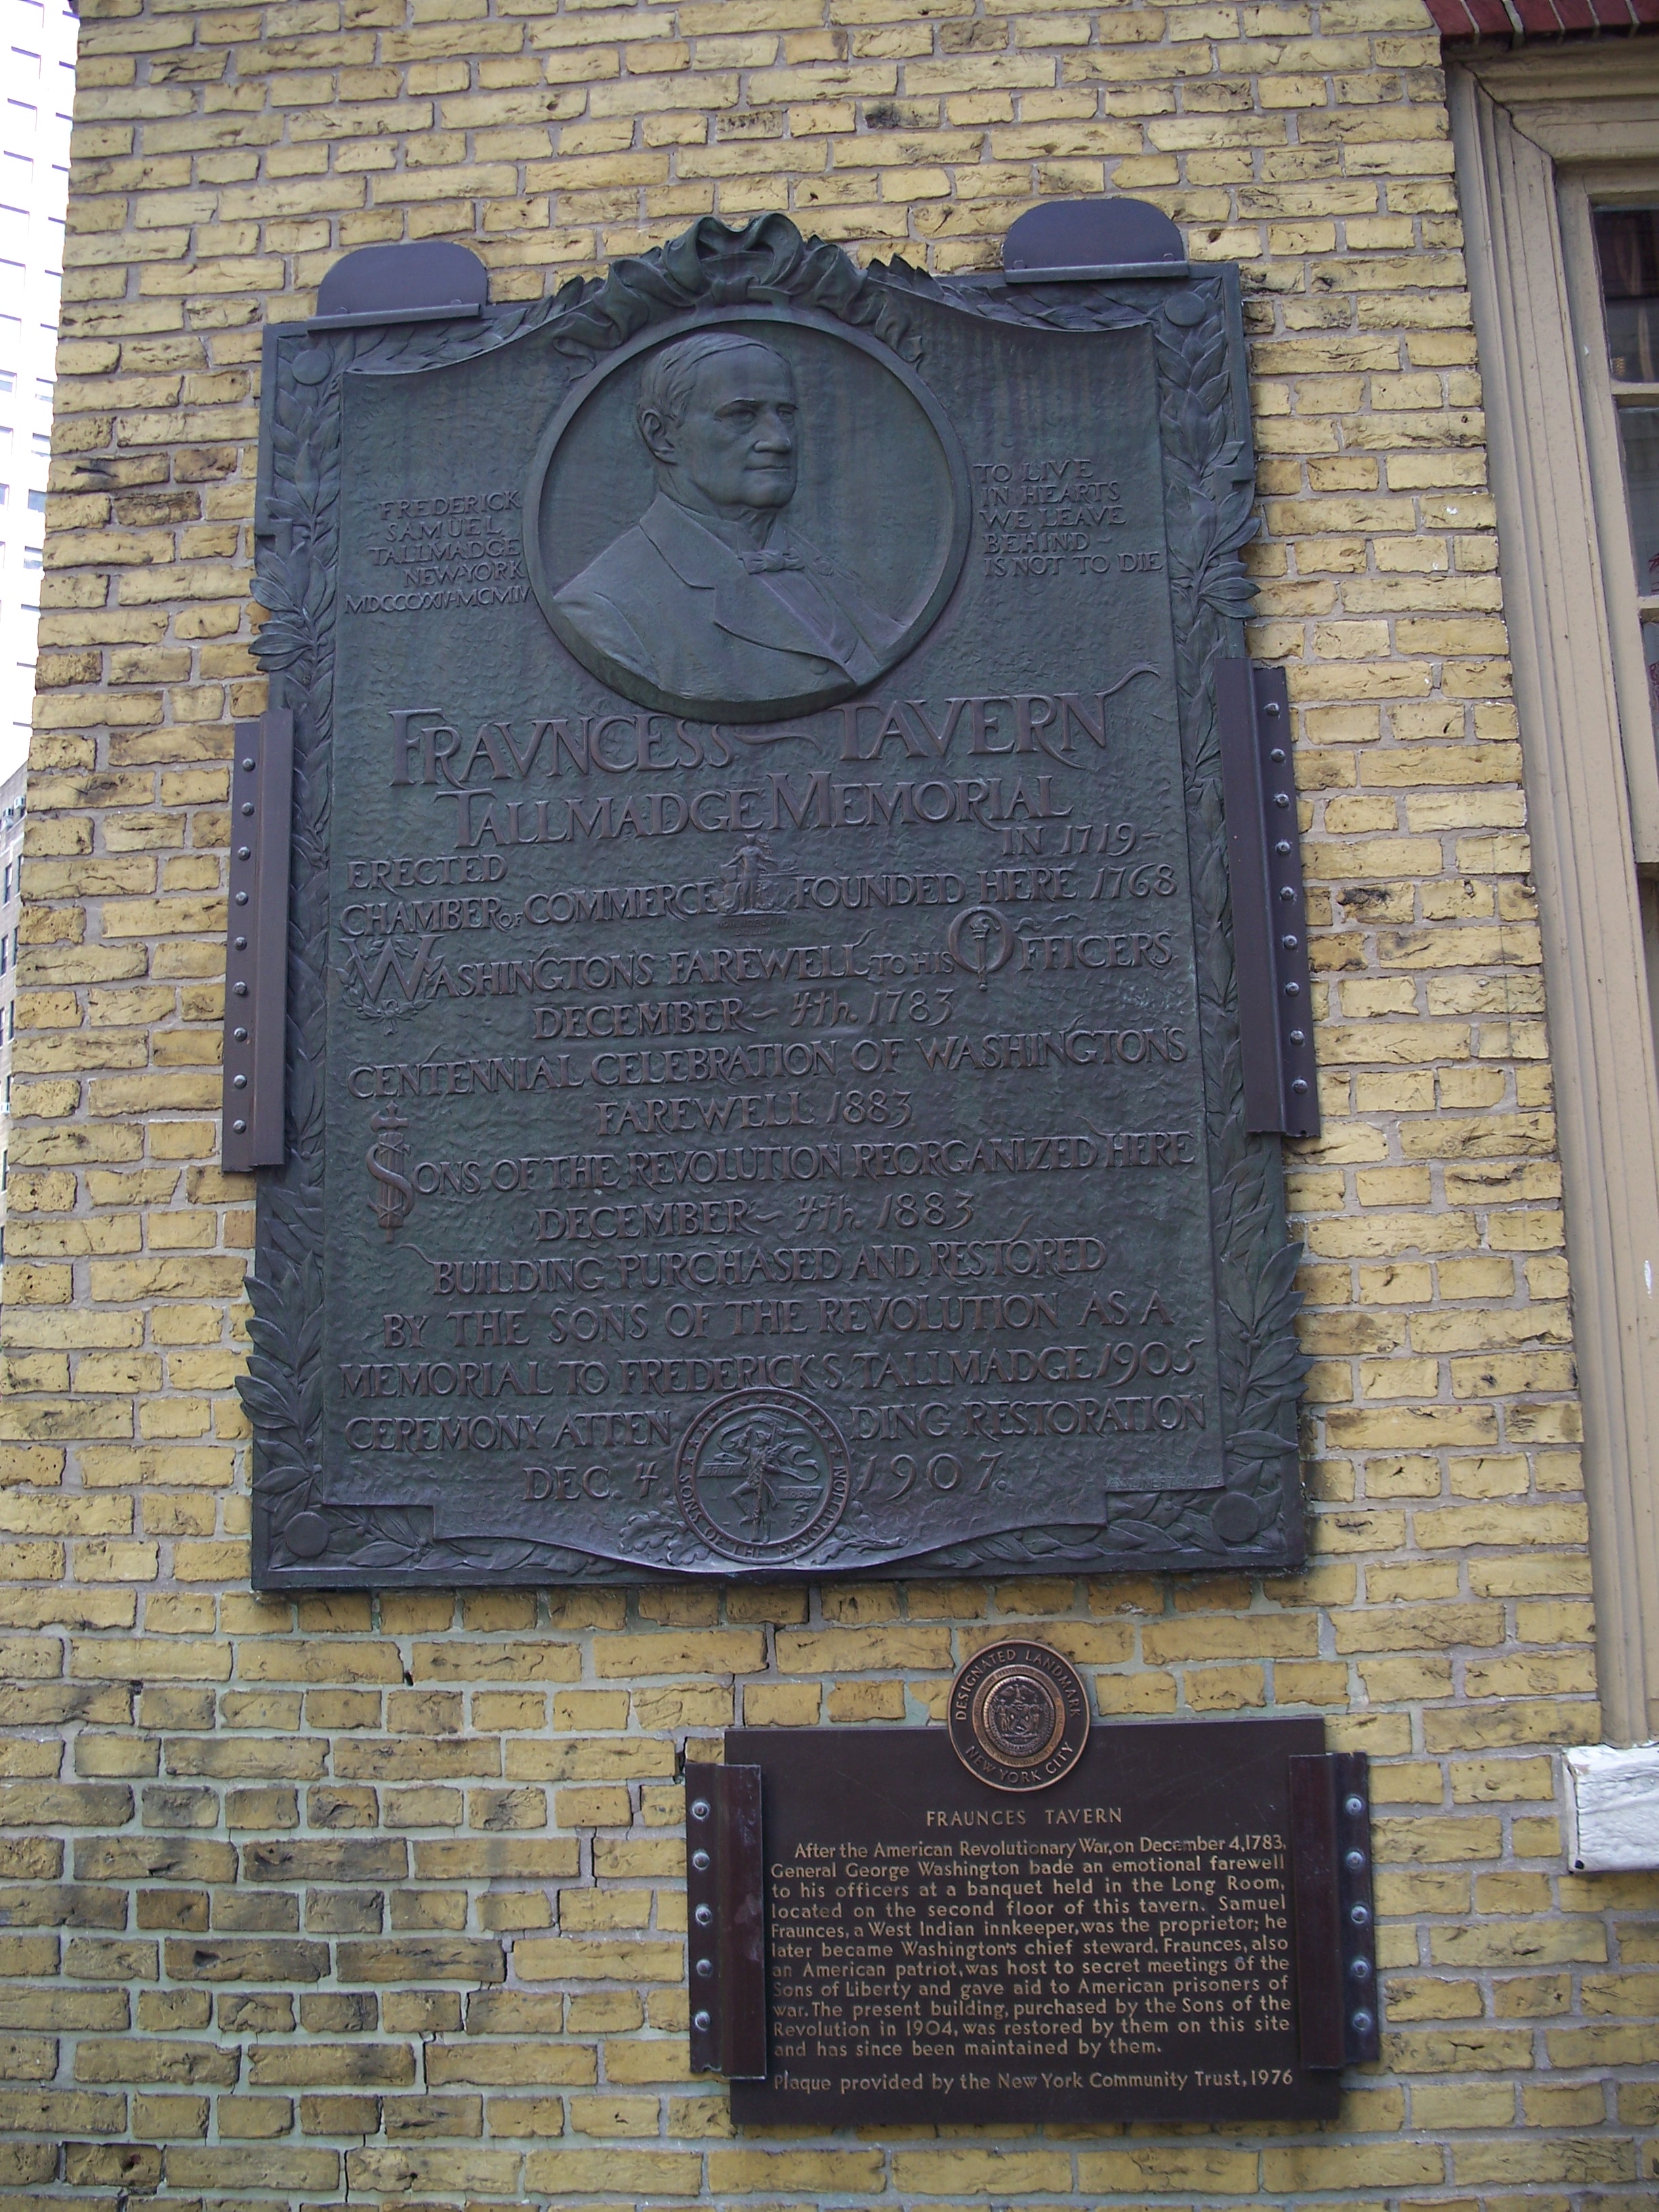 FREDERICK
SAMUEL
TALLMADGE
NEW-YORK
MDCCCXXIV-MCMIV
TO LIVE
IN HEARTS
WE LEAVE
BEHIND~
IS NOT TO DIE
FRAVNCESS~TAVERN
TALLMADGE MEMORIAL
ERECTED IN 1719~
CHAMBER OF COMMERCE FOUNDED HERE 1768
WASHINGTONS FAREWELL TO HIS OFFICERS
DECEMBER~4th. 1783
CENTENNIAL CELEBRATION OF WASHINGTONS
FAREWELL 1883
SONS OF THE REVOLUTION REORGANIZED HERE
DECEMBER~4th. 1883
BUILDING PURCHASED AND RESTORED
BY THE SONS OF THE REVOLUTION AS A
MEMORIAL TO FREDERICK S. TALLMADGE 1905
CEREMONY ATTENDING RESTORATION
DEC. 4 1907.
SONS OF THE REVOLUTION
DESIGNATED LANDMARK
NEW YORK CITY
FRAUNCES TAVERN
After the American Revolutionary War, on December 4, 1783,
General George Washington bade an emotional farewell
to his officers at a banquet held in the Long Room,
located on the second floor of this tavern. Samuel
Fraunces, a West Indian innkeeper, was the proprietor; he
later became Washington's chief steward. Fraunces, also
an American patriot, was host to secret meetings of the
Sons of Liberty and gave aid to American prisoners of
war. The present building, purchased by the Sons of the
Revolution in 1904, was restored by them on this site
and has since been maintained by them.
Plaque provided by the New York Community Trust, 1976